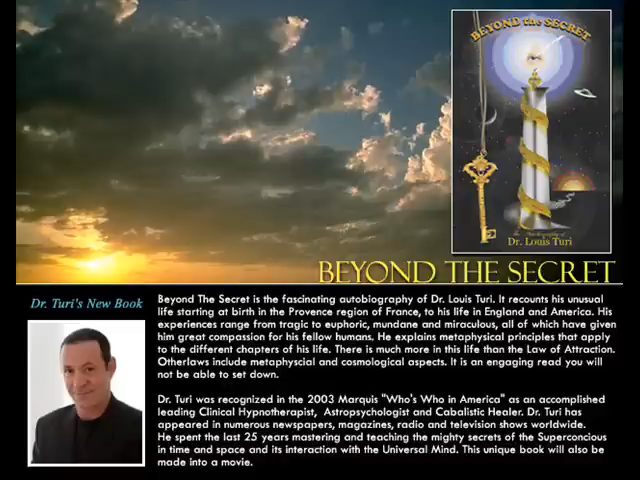 BEYOND the SECRET
Dr. Louis Turi
BEYOND THE SECRET
Dr. Turi's New Book
Beyond The Secret is the fascinating autobiography of Dr. Louis Turi. It recounts his unusual
life starting at birth in the Provence region of France, to his life in England and America. His
experiences range from tragic to euphoric, mundane and miraculous, all of which have given
him great compassion for his fellow humans. He explains metaphysical principles that apply
to the different chapters of his life. There is much more in this life than the Law of Attraction.
Otherlaws include metaphyscial and cosmological aspects. It is an engaging read you will
not be able to set down.
Dr. Turi was recognized in the 2003 Marquis "Who's Who in America" as an accomplished
leading Clinical Hypnotherapist, Astropsychologist and Cabalistic Healer. Dr. Turi has
appeared in numerous newspapers, magazines, radio and television shows worldwide.
He spent the last 25 years mastering and teaching the mighty secrets of the Superconcious
in time and space and its interaction with the Universal Mind. This unique book will also be
made into a movie.